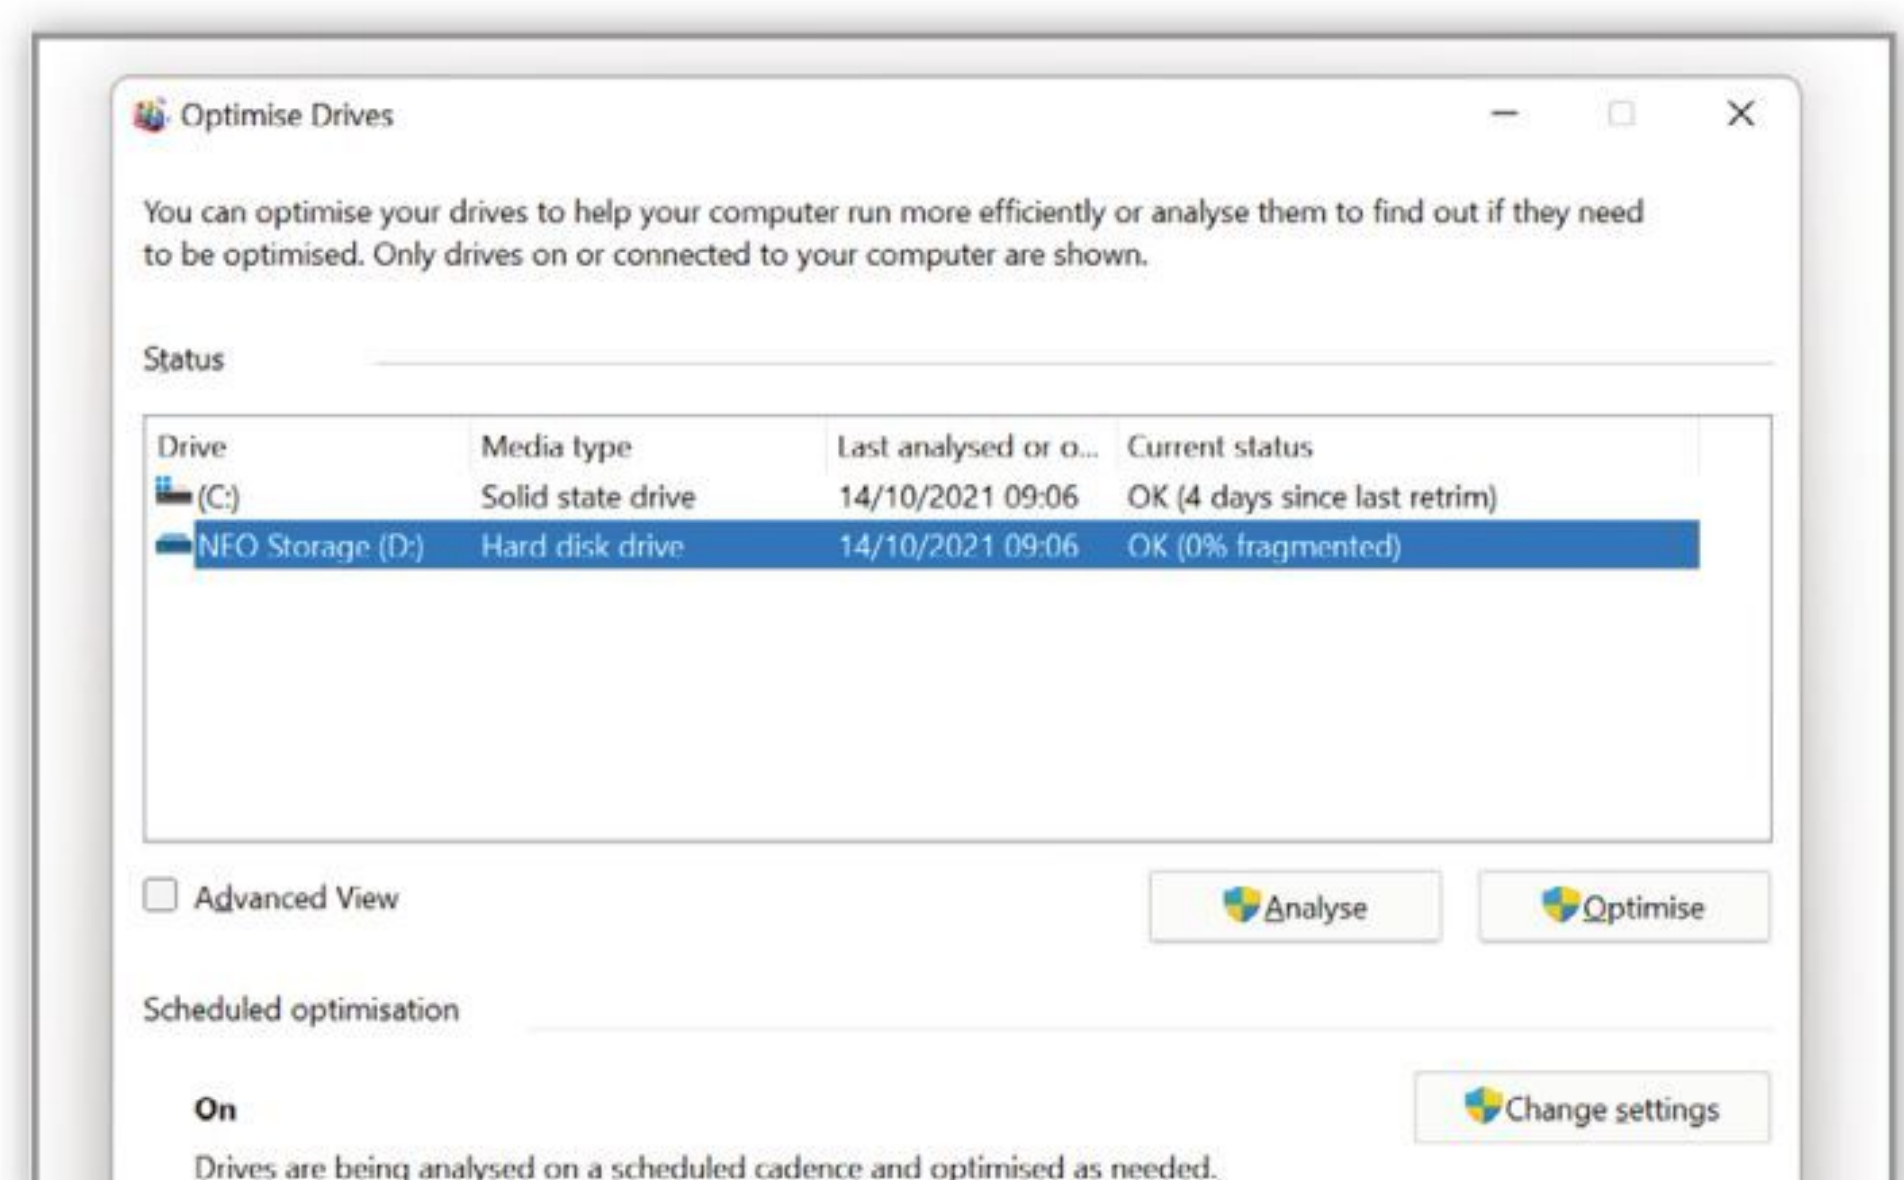 Optimise Drives
You can optimise your drives to help your computer run more efficiently or analyse them to find out if they need
to be optimised. Only drives on or connected to your computer are shown.
Status
Drive Media type Last analysed or o... Current status
(C:) Solid state drive 14/10/2021 09:06 OK (4 days since last retrim)
NFO Storage (D:) Hard disk drive 14/10/2021 09:06 OK (0% fragmented)
Advanced View
Analyse Optimise
Scheduled optimisation
On
Change settings
Drives are being analysed on a scheduled cadence and optimised as needed.